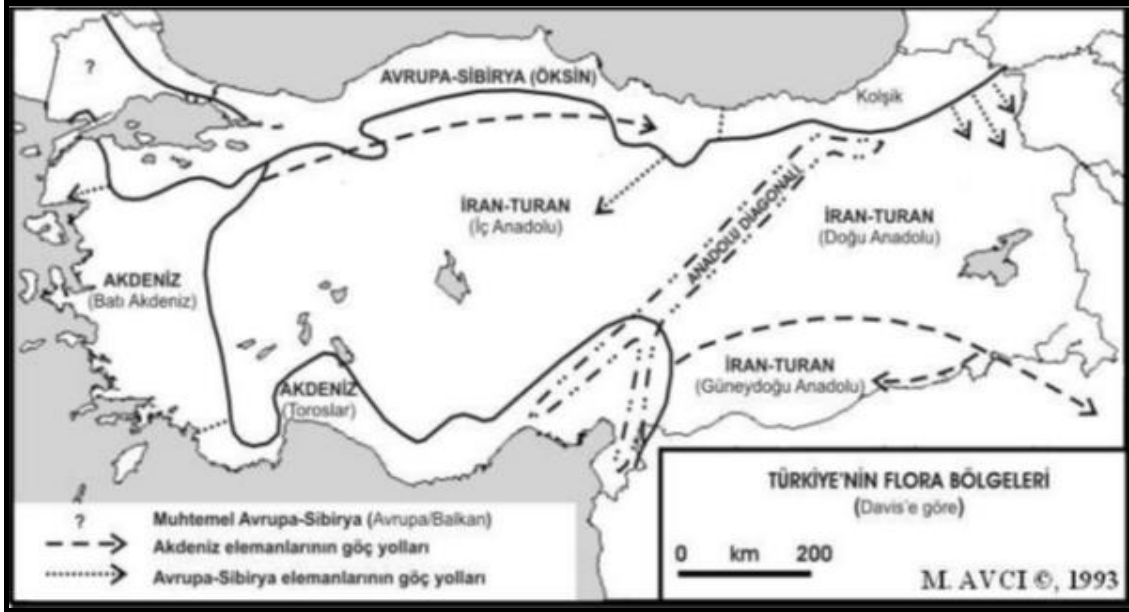 ?
AVRUPA-SİBİRYA (ÖKSİN)
Kolşik
İRAN-TURAN
(İç Anadolu)
ANADOLU DİAGONALİ
İRAN-TURAN
(Doğu Anadolu)
AKDENİZ
(Batı Akdeniz)
AKDENİZ
(Toroslar)
İRAN-TURAN
(Güneydoğu Anadolu)
TÜRKİYE'NİN FLORA BÖLGELERİ
(Davis'e göre)
0 km 200
M. AVCI ©, 1993
? Muhtemel Avrupa-Sibirya (Avrupa/Balkan)
Akdeniz elemanlarının göç yolları
Avrupa-Sibirya elemanlarının göç yolları